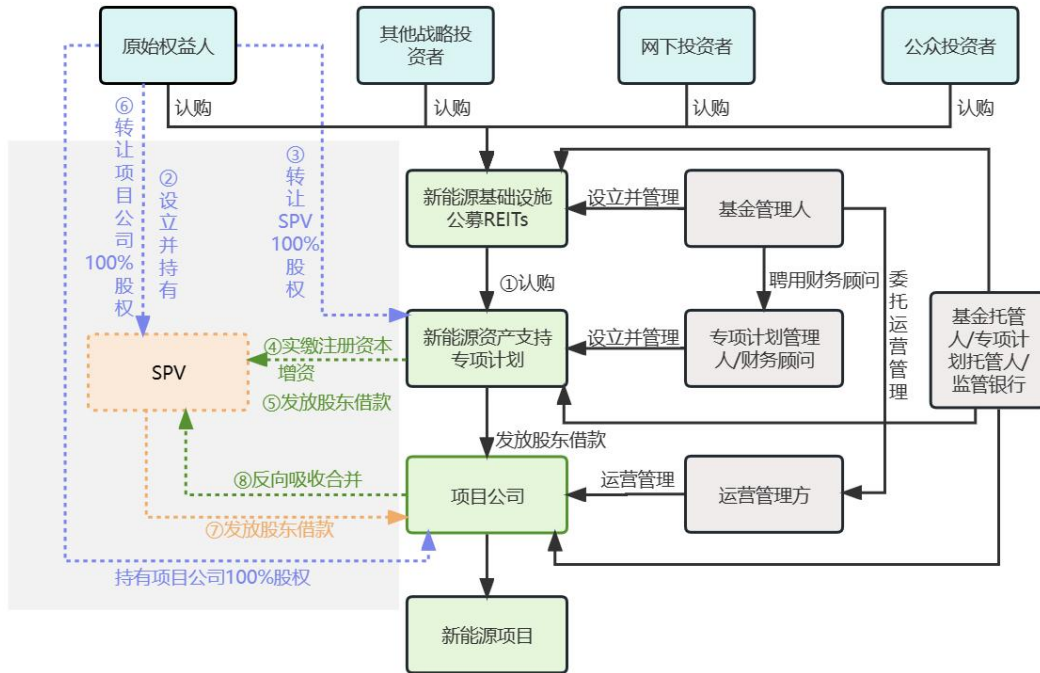 原始权益人
其他战略投
资者
网下投资者
公众投资者
认购
认购
认购
认购
⑥
转
让
项
目
公
司
100%
股
权
②
设
立
并
持
有
③
转
让
SPV
100%
股
权
新能源基础设施
公募REITs
设立并管理
基金管理人
①认购
聘用财务顾问
委
托
运
营
管
理
新能源资产支持
专项计划
设立并管理
专项计划管理
人/财务顾问
基金托管
人/专项计
划托管人/
监管银行
SPV
④实缴注册资本
增资
⑤发放股东借款
发放股东借款
⑧反向吸收合并
项目公司
运营管理
运营管理方
⑦发放股东借款
持有项目公司100%股权
新能源项目